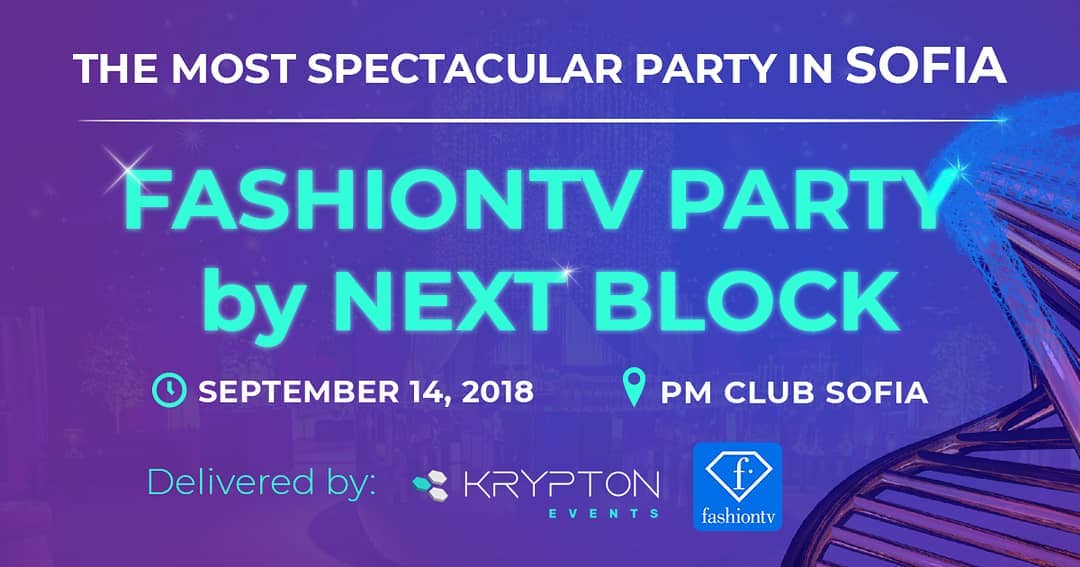 THE MOST SPECTACULAR PARTY IN SOFIA
FASHIONTV PARTY
by NEXT BLOCK
SEPTEMBER 14, 2018 PM CLUB SOFIA
Delivered by: KRYPTON
EVENTS
f.
fashiontv